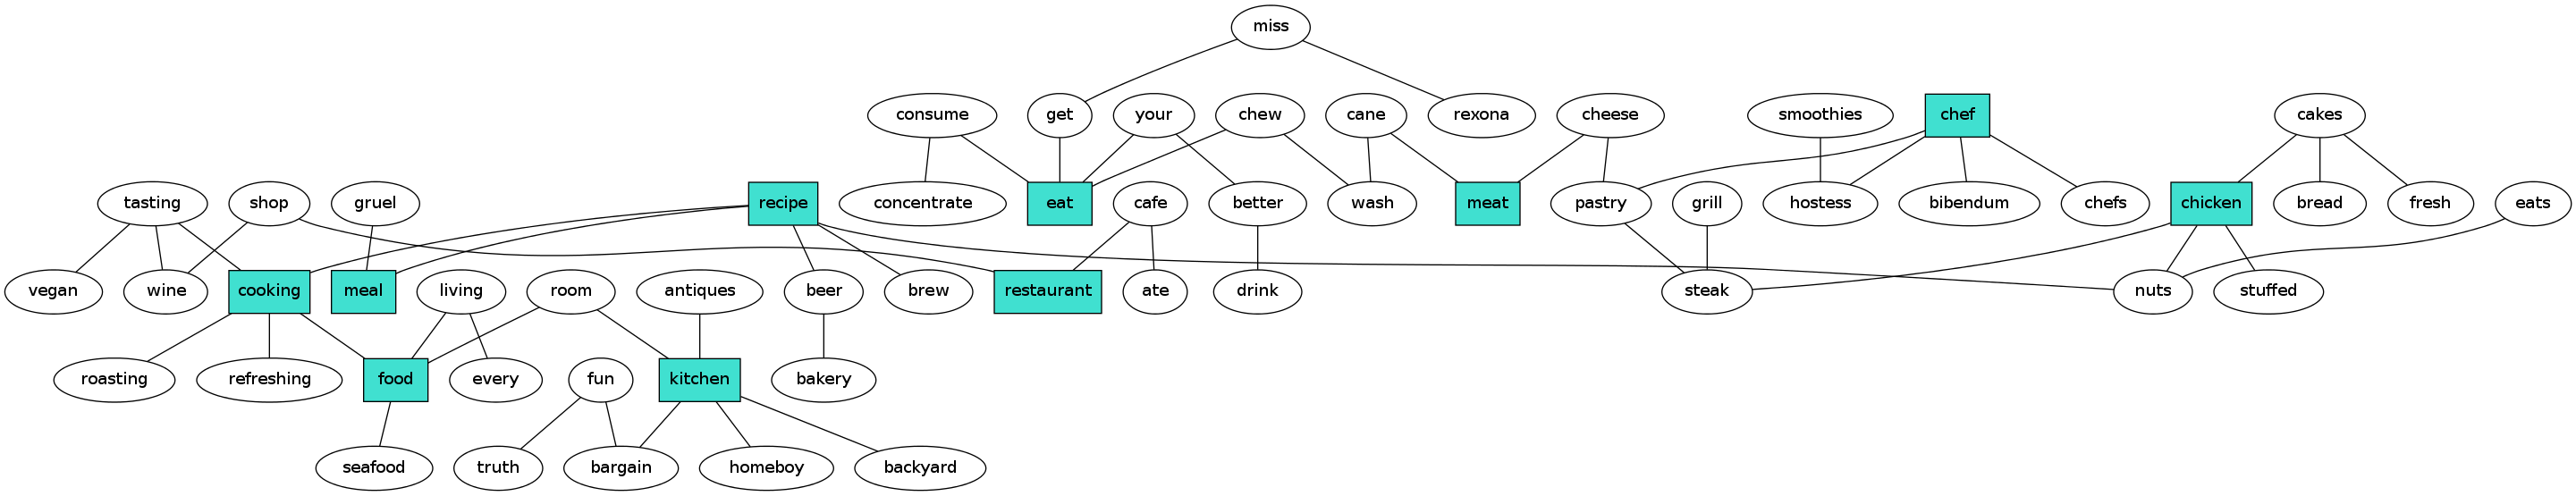 miss
consume
get
your
chew
cane
rexona
cheese
smoothies
chef
cakes
tasting
shop
gruel
recipe
concentrate
eat
cafe
better
wash
meat
pastry
grill
hostess
bibendum
chefs
chicken
bread
fresh
eats
vegan
wine
cooking
meal
living
room
antiques
beer
brew
restaurant
ate
drink
steak
nuts
stuffed
roasting
refreshing
food
every
fun
kitchen
bakery
seafood
truth
bargain
homeboy
backyard